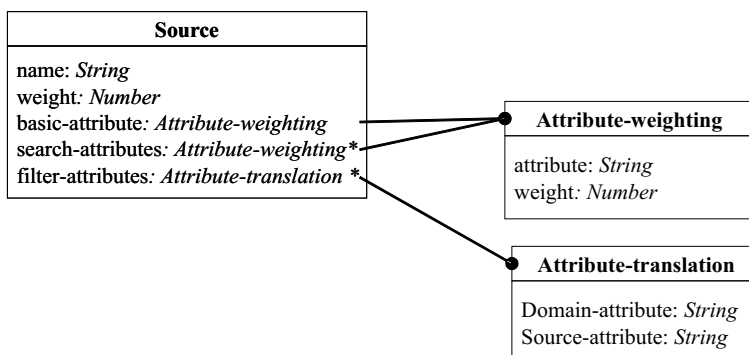 Source
name: String
weight: Number
basic-attribute: Attribute-weighting
search-attributes: Attribute-weighting*
filter-attributes: Attribute-translation *
Attribute-weighting
attribute: String
weight: Number
Attribute-translation
Domain-attribute: String
Source-attribute: String